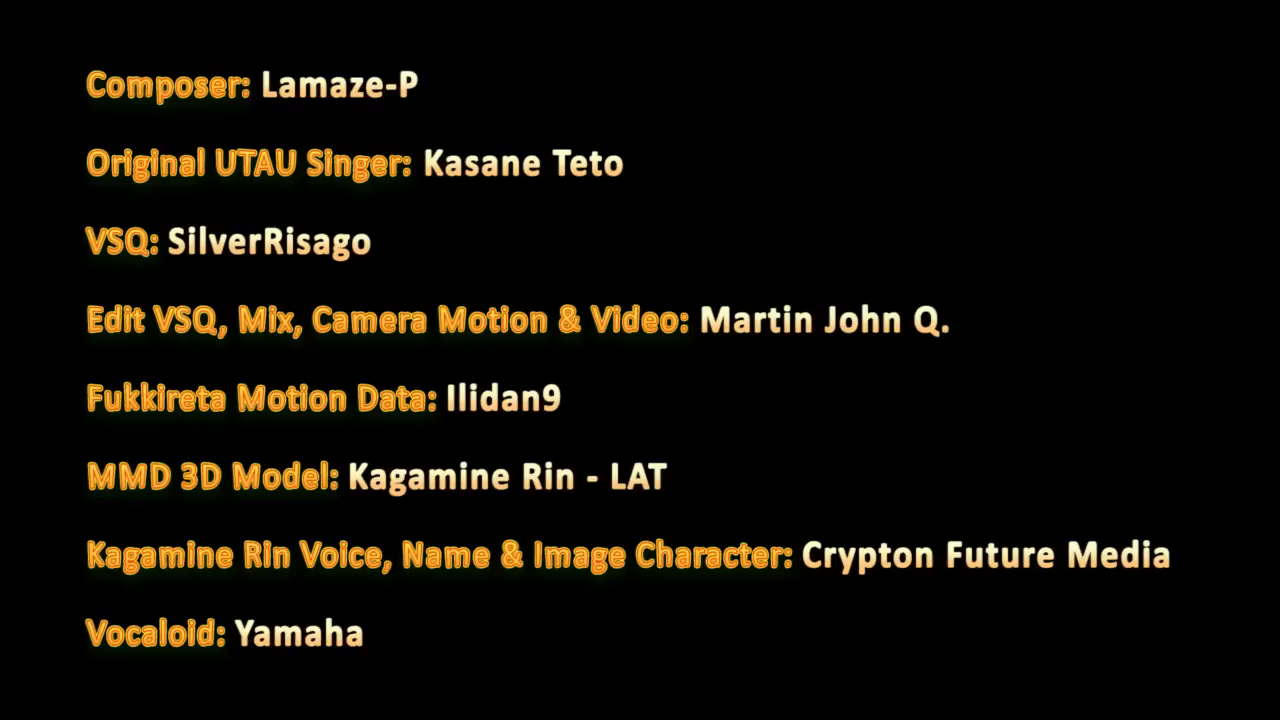 Composer: Lamaze-P
Original UTAU Singer: Kasane Teto
VSQ: SilverRisago
Edit VSQ, Mix, Camera Motion & Video: Martin John Q.
Fukkireta Motion Data: Ilidan9
MMD 3D Model: Kagamine Rin - LAT
Kagamine Rin Voice, Name & Image Character: Crypton Future Media
Vocaloid: Yamaha